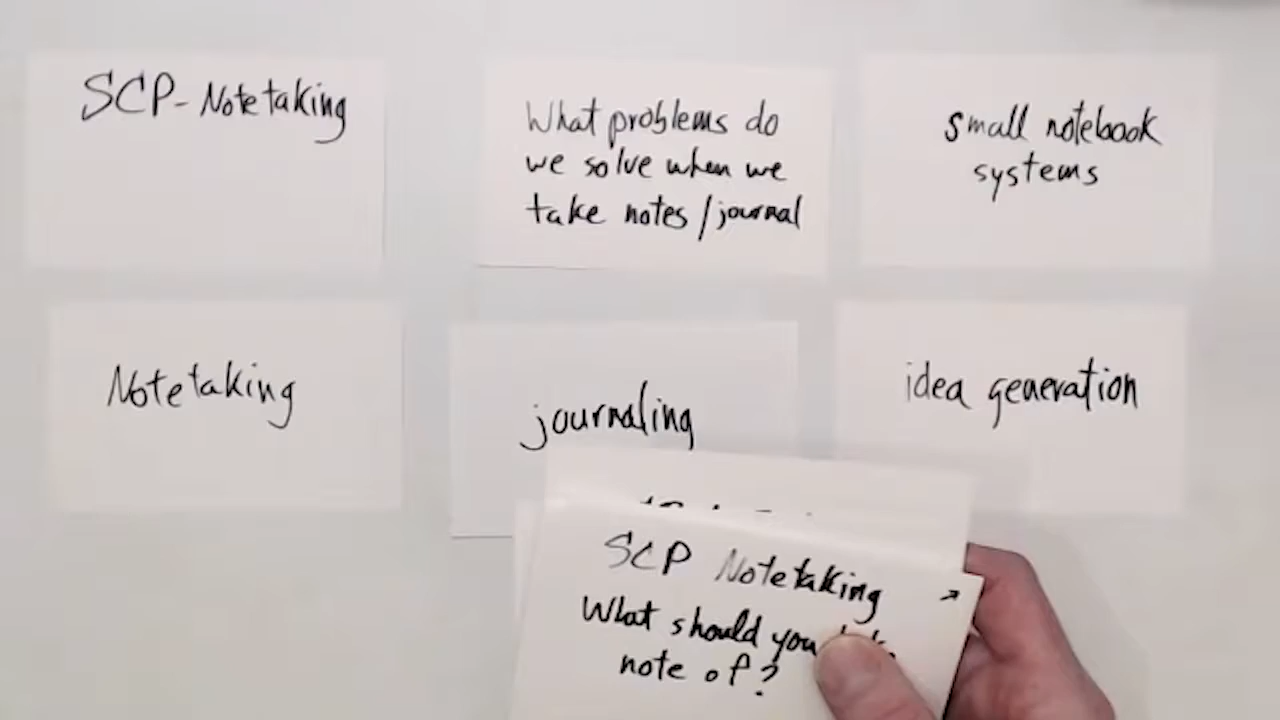 SCP-Notetaking
What problems do
we solve when we
take notes/journal
small notebook
systems
Notetaking
journaling
idea generation
SCP Notetaking
What should you
note of?